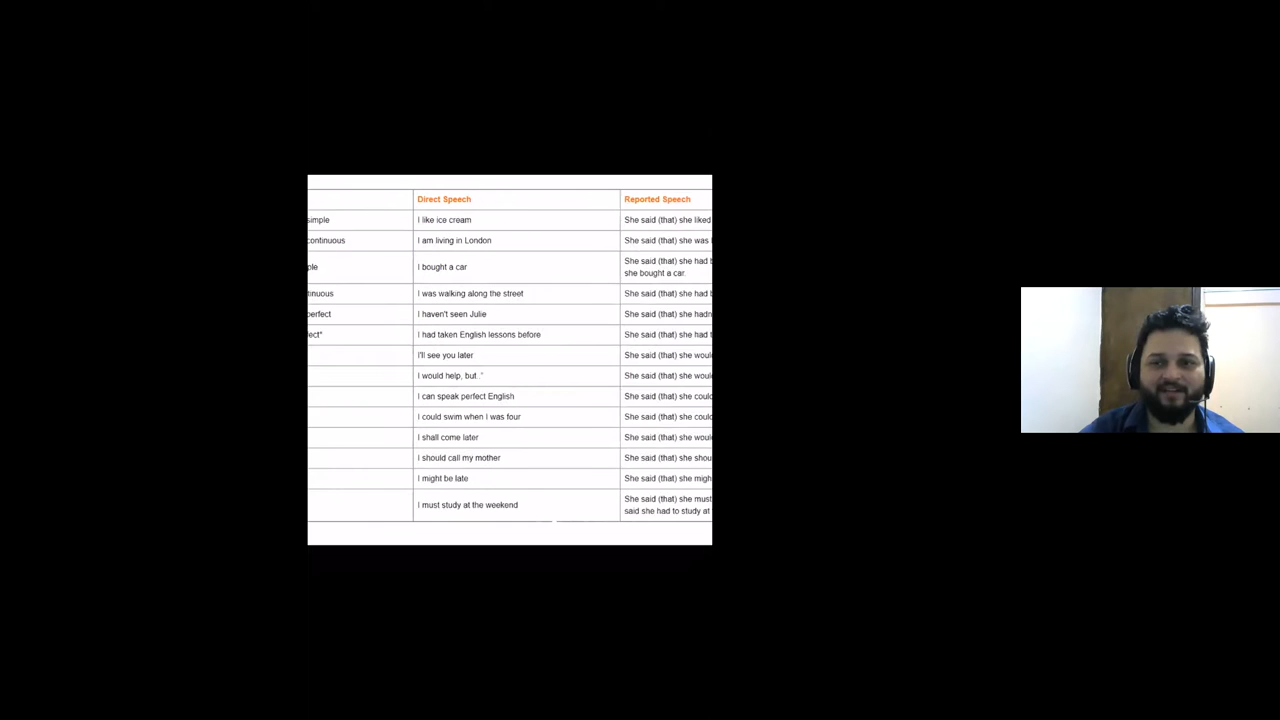 Direct Speech Reported Speech
simple I like ice cream She said (that) she liked
continuous I am living in London She said (that) she was
ple I bought a car She said (that) she had
she bought a car.
tinuous I was walking along the street She said (that) she had
perfect I haven't seen Julie She said (that) she hadn
fect* I had taken English lessons before She said (that) she had
I'll see you later She said (that) she woul
I would help, but.." She said (that) she woul
I can speak perfect English She said (that) she could
I could swim when I was four She said (that) she could
I shall come later She said (that) she woul
I should call my mother She said (that) she shou
I might be late She said (that) she migh
I must study at the weekend She said (that) she must
said she had to study at